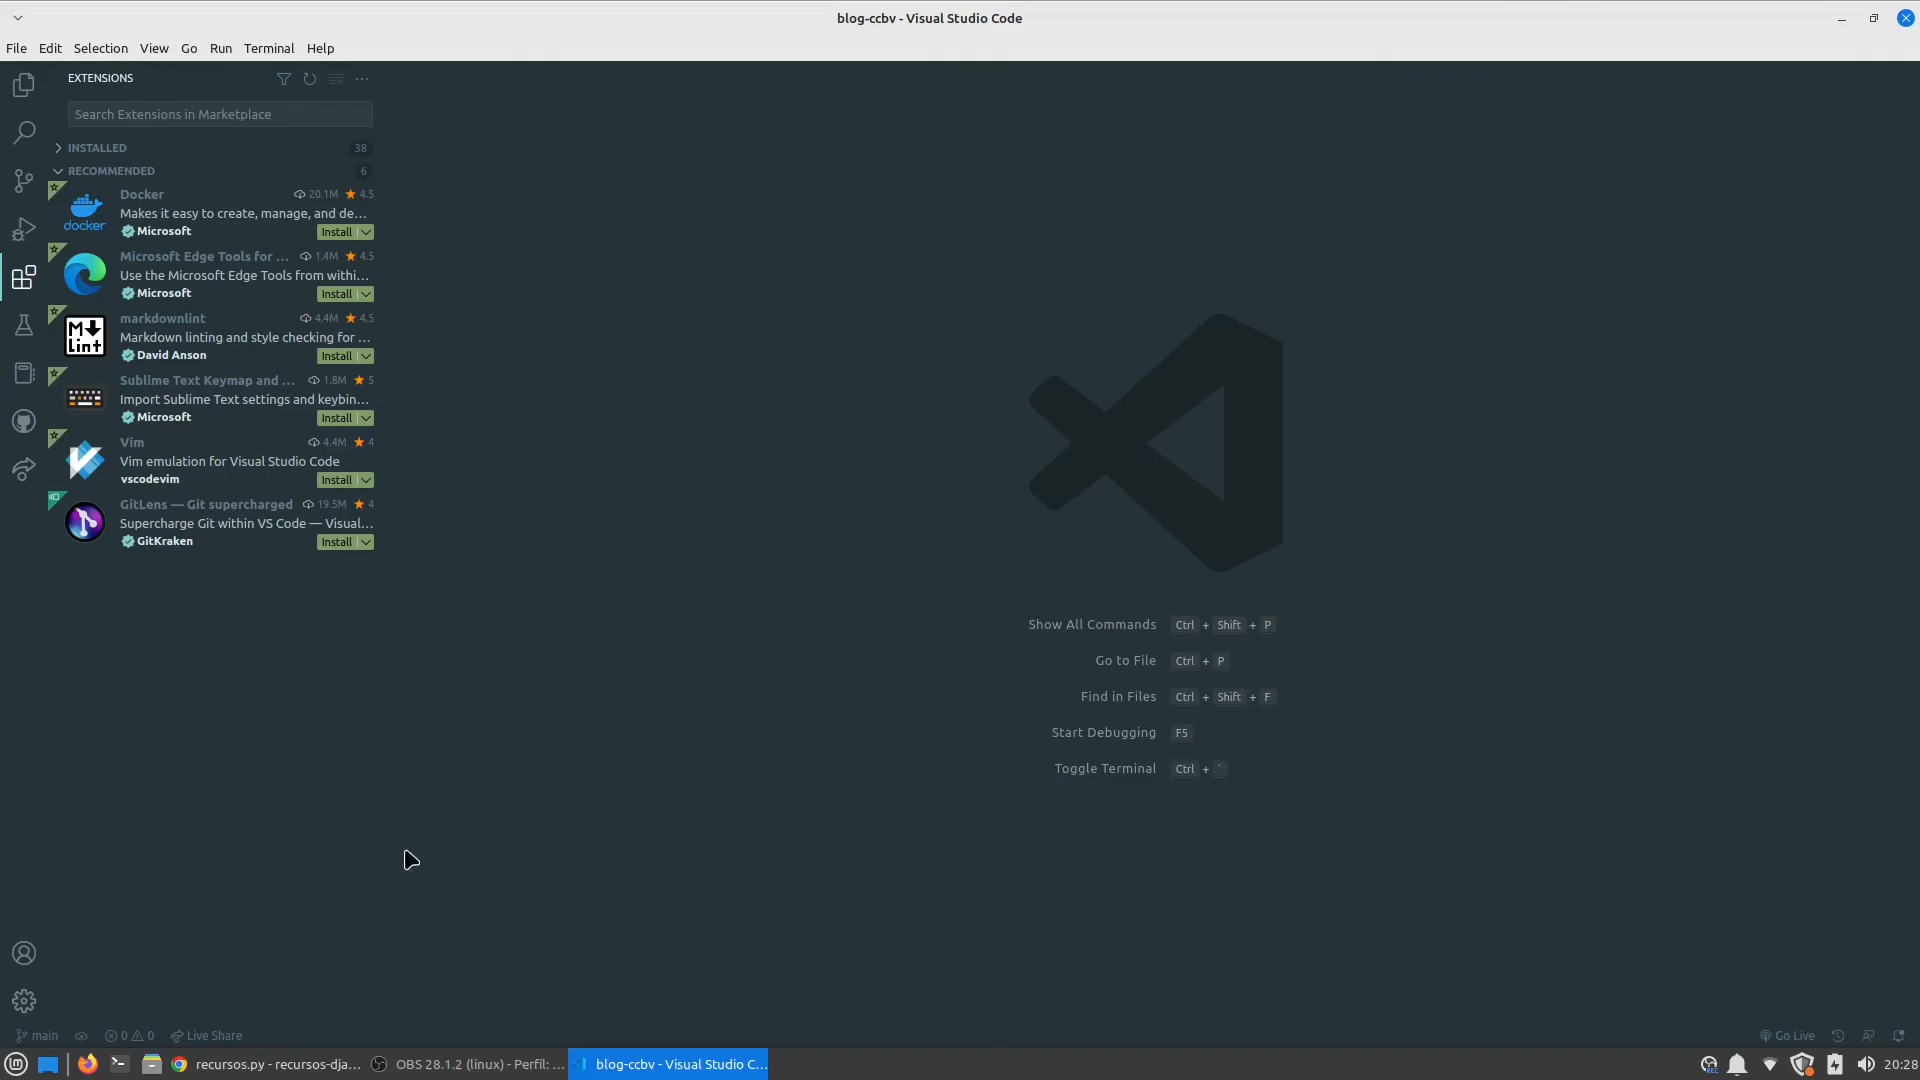 blog-ccbv - Visual Studio Code
File Edit Selection View Go Run Terminal Help
EXTENSIONS
Search Extensions in Marketplace
INSTALLED 38
RECOMMENDED 6
Docker 20.1M 4.5
Makes it easy to create, manage, and de...
docker
Microsoft Install
Microsoft Edge Tools for ... 1.4M 4.5
Use the Microsoft Edge Tools from withi...
Microsoft Install
markdownlint 4.4M 4.5
M Lint
Markdown linting and style checking for ...
David Anson Install
Sublime Text Keymap and ... 1.8M 5
Import Sublime Text settings and keybin...
Microsoft Install
Vim 4.4M 4
Vim emulation for Visual Studio Code
vscodevim Install
GitLens — Git supercharged 19.5M 4
Supercharge Git within VS Code — Visual...
GitKraken Install
Show All Commands Ctrl + Shift + P
Go to File Ctrl + P
Find in Files Ctrl + Shift + F
Start Debugging F5
Toggle Terminal Ctrl + `
main 0 0 Live Share Go Live
recursos.py - recursos-dja... OBS 28.1.2 (linux) - Perfil: ... blog-ccbv - Visual Studio C... REC 20:28